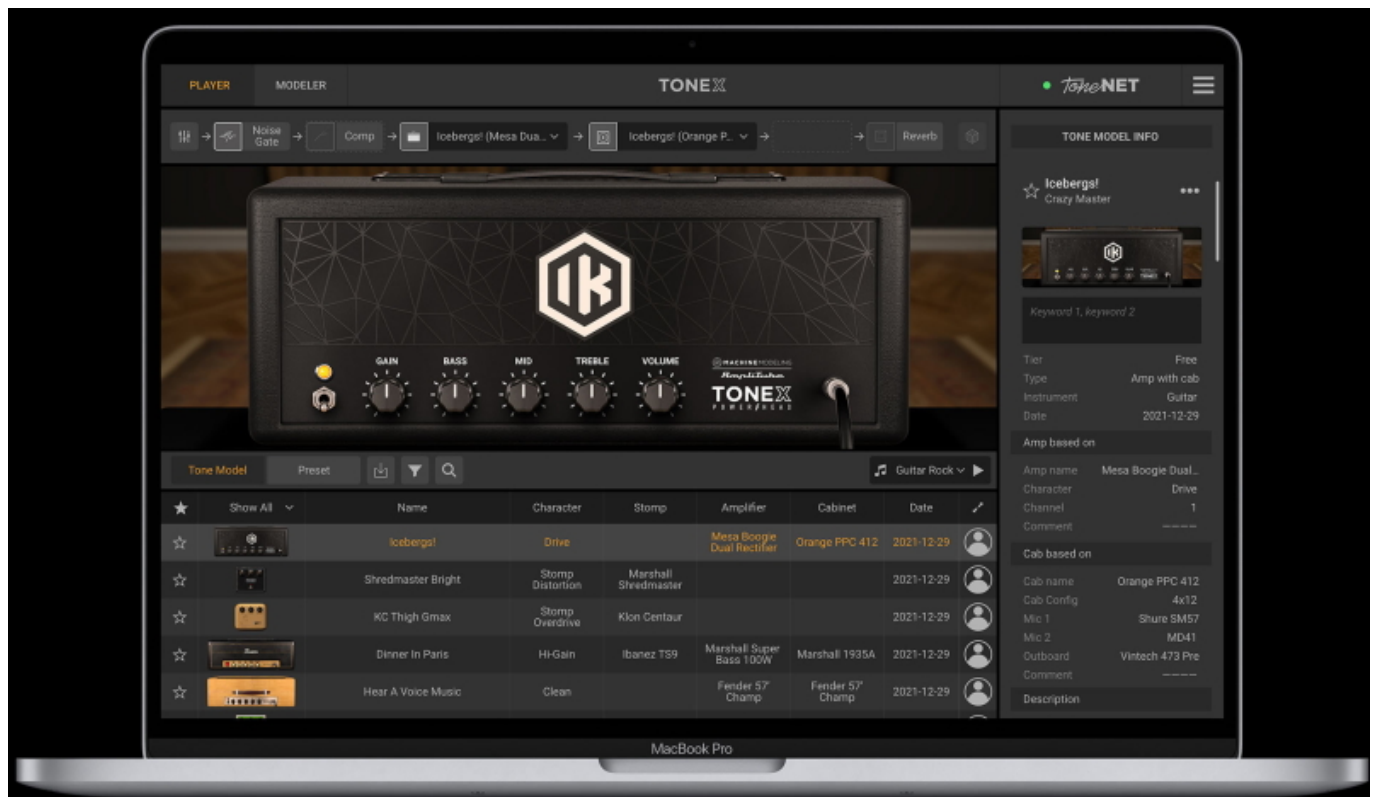 PLAYER
MODELER
TONEX
ToneNET
Noise
Gate
Comp
Icebergs! (Mesa Dua...
Icebergs! (Orange P...
Reverb
TONE MODEL INFO
Icebergs!
Crazy Master
IK
Keyword 1, keyword 2
GAIN BASS MID TREBLE VOLUME
MACHINE MODELING
AmpliTube
TONEX
POWERHEAD
Tier Free
Type Amp with cab
Instrument Guitar
Date 2021-12-29
Amp based on
Amp name Mesa Boogie Dual...
Character Drive
Channel 1
Comment ————
Cab based on
Cab name Orange PPC 412
Cab Config 4x12
Mic 1 Shure SM57
Mic 2 MD41
Outboard Vintech 473 Pre
Comment ————
Description
Tone Model
Preset
Guitar Rock
Show All Name Character Stomp Amplifier Cabinet Date
Icebergs! Drive Mesa Boogie Dual Rectifier Orange PPC 412 2021-12-29
Shredmaster Bright Stomp Distortion Marshall Shredmaster 2021-12-29
KC Thigh Gmax Stomp Overdrive Klon Centaur 2021-12-29
Dinner In Paris Hi-Gain Ibanez TS9 Marshall Super Bass 100W Marshall 1935A 2021-12-29
Hear A Voice Music Clean Fender 57' Champ Fender 57' Champ 2021-12-29
MacBook Pro